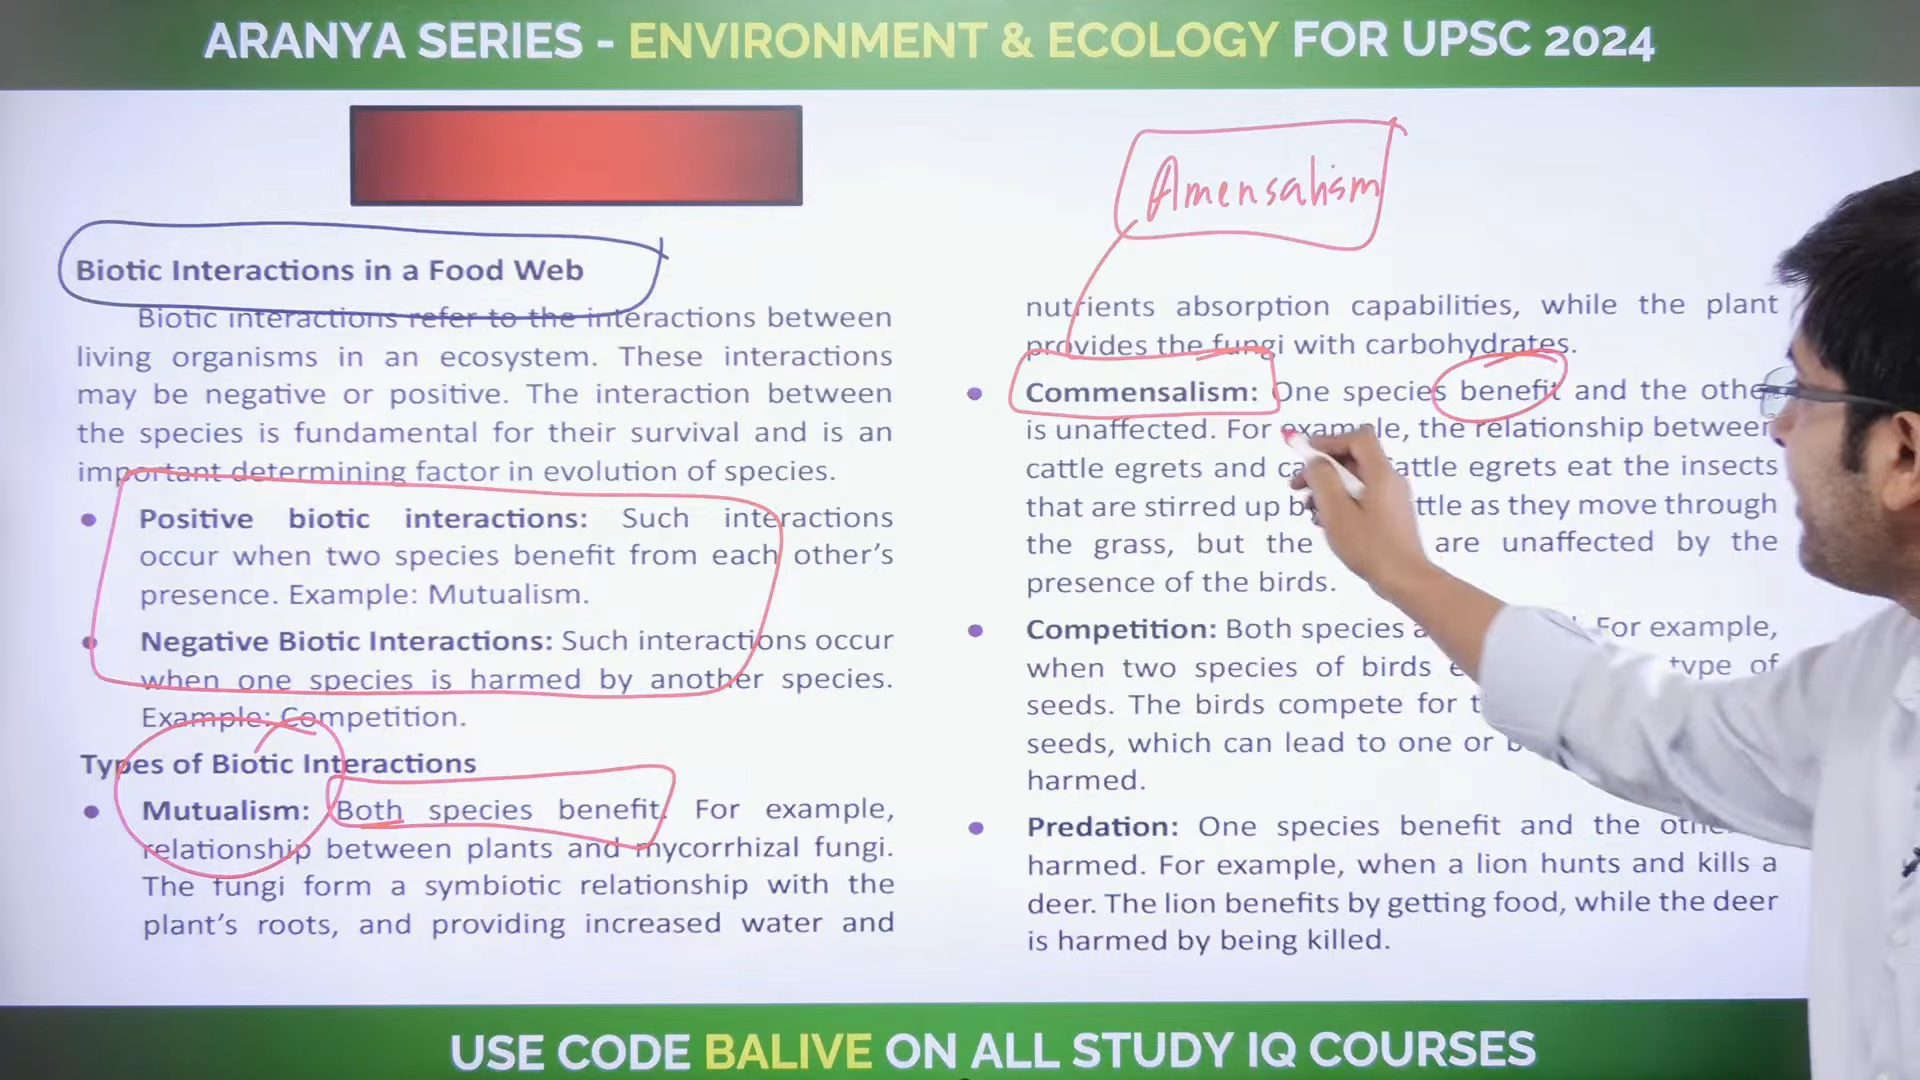 ARANYA SERIES - ENVIRONMENT & ECOLOGY FOR UPSC 2024
Amensalism
Biotic Interactions in a Food Web
Biotic interactions refer to the interactions between
living organisms in an ecosystem. These interactions
may be negative or positive. The interaction between
the species is fundamental for their survival and is an
important determining factor in evolution of species.
Positive biotic interactions: Such interactions
occur when two species benefit from each other's
presence. Example: Mutualism.
Negative Biotic Interactions: Such interactions occur
when one species is harmed by another species.
Example: Competition.
Types of Biotic Interactions
Mutualism: Both species benefit. For example,
relationship between plants and mycorrhizal fungi.
The fungi form a symbiotic relationship with the
plant's roots, and providing increased water and
nutrients absorption capabilities, while the plant
provides the fungi with carbohydrates.
Commensalism: One species benefit and the othe
is unaffected. For example, the relationship between
cattle egrets and ca attle egrets eat the insects
that are stirred up b ttle as they move through
the grass, but the are unaffected by the
presence of the birds.
Competition: Both species a For example,
when two species of birds e type of
seeds. The birds compete for t
seeds, which can lead to one or b
harmed.
Predation: One species benefit and the othe
harmed. For example, when a lion hunts and kills a
deer. The lion benefits by getting food, while the deer
is harmed by being killed.
USE CODE BALIVE ON ALL STUDY IQ COURSES